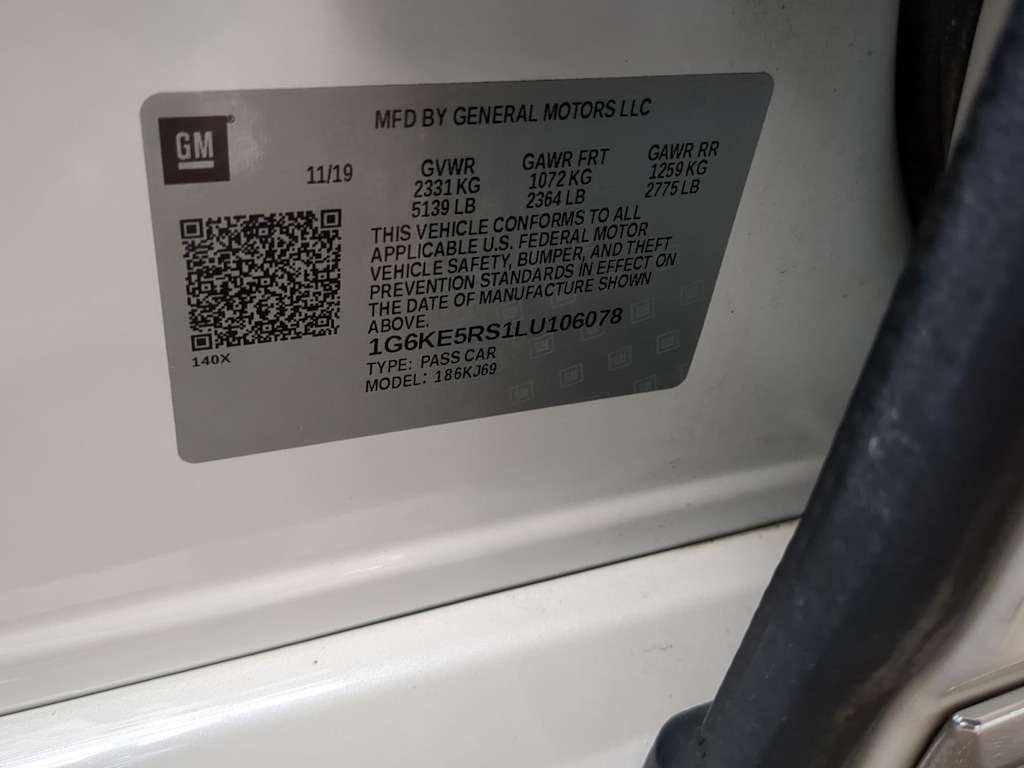 MFD BY GENERAL MOTORS LLC
GM
11/19
GVWR
2331 KG
5139 LB
GAWR FRT
1072 KG
2364 LB
GAWR RR
1259 KG
2775 LB
THIS VEHICLE CONFORMS TO ALL
APPLICABLE U.S. FEDERAL MOTOR
VEHICLE SAFETY, BUMPER, AND THEFT
PREVENTION STANDARDS IN EFFECT ON
THE DATE OF MANUFACTURE SHOWN
ABOVE.
1G6KE5RS1LU106078
TYPE: PASS CAR
MODEL: 186KJ69
140X